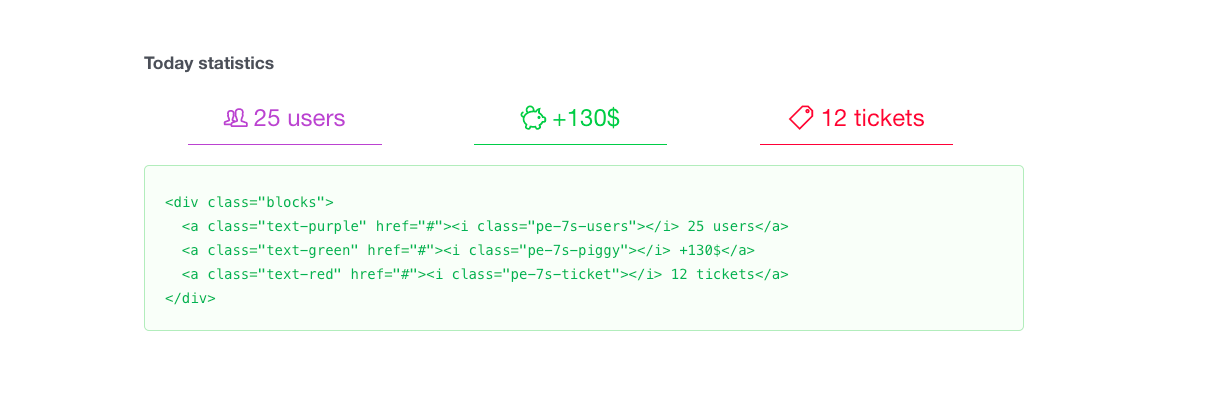 Today statistics
25 users
+130$
12 tickets
<div class="blocks">
  <a class="text-purple" href="#"><i class="pe-7s-users"></i> 25 users</a>
  <a class="text-green" href="#"><i class="pe-7s-piggy"></i> +130$</a>
  <a class="text-red" href="#"><i class="pe-7s-ticket"></i> 12 tickets</a>
</div>